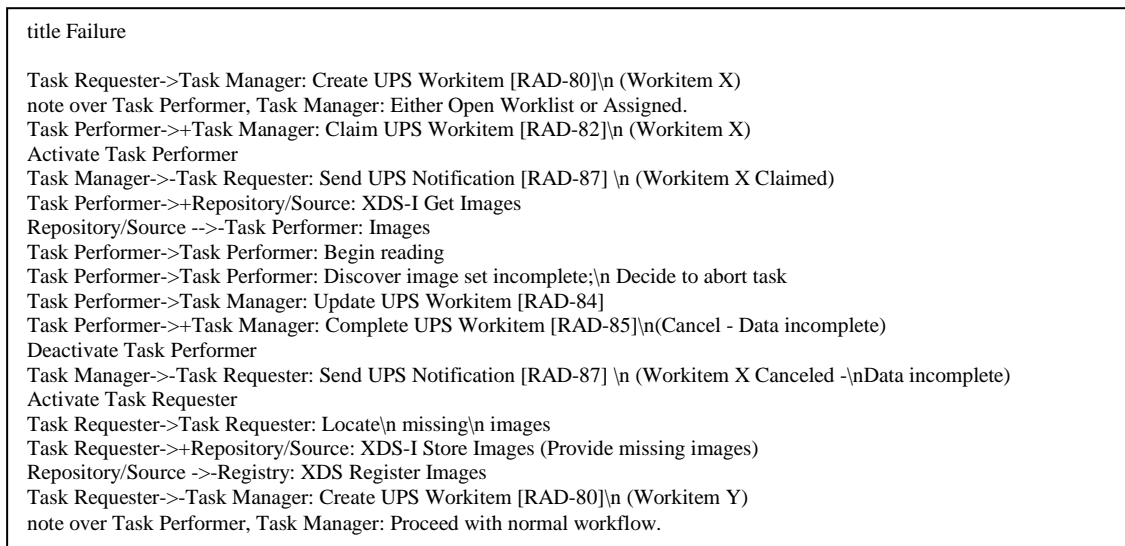 title Failure
Task Requester->Task Manager: Create UPS Workitem [RAD-80]\n (Workitem X)
note over Task Performer, Task Manager: Either Open Worklist or Assigned.
Task Performer->+Task Manager: Claim UPS Workitem [RAD-82]\n (Workitem X)
Activate Task Performer
Task Manager->-Task Requester: Send UPS Notification [RAD-87] \n (Workitem X Claimed)
Task Performer->+Repository/Source: XDS-I Get Images
Repository/Source -->-Task Performer: Images
Task Performer->Task Performer: Begin reading
Task Performer->Task Performer: Discover image set incomplete;\n Decide to abort task
Task Performer->Task Manager: Update UPS Workitem [RAD-84]
Task Performer->+Task Manager: Complete UPS Workitem [RAD-85]\n(Cancel - Data incomplete)
Deactivate Task Performer
Task Manager->-Task Requester: Send UPS Notification [RAD-87] \n (Workitem X Canceled -\nData incomplete)
Activate Task Requester
Task Requester->Task Requester: Locate\n missing\n images
Task Requester->+Repository/Source: XDS-I Store Images (Provide missing images)
Repository/Source ->-Registry: XDS Register Images
Task Requester->-Task Manager: Create UPS Workitem [RAD-80]\n (Workitem Y)
note over Task Performer, Task Manager: Proceed with normal workflow.